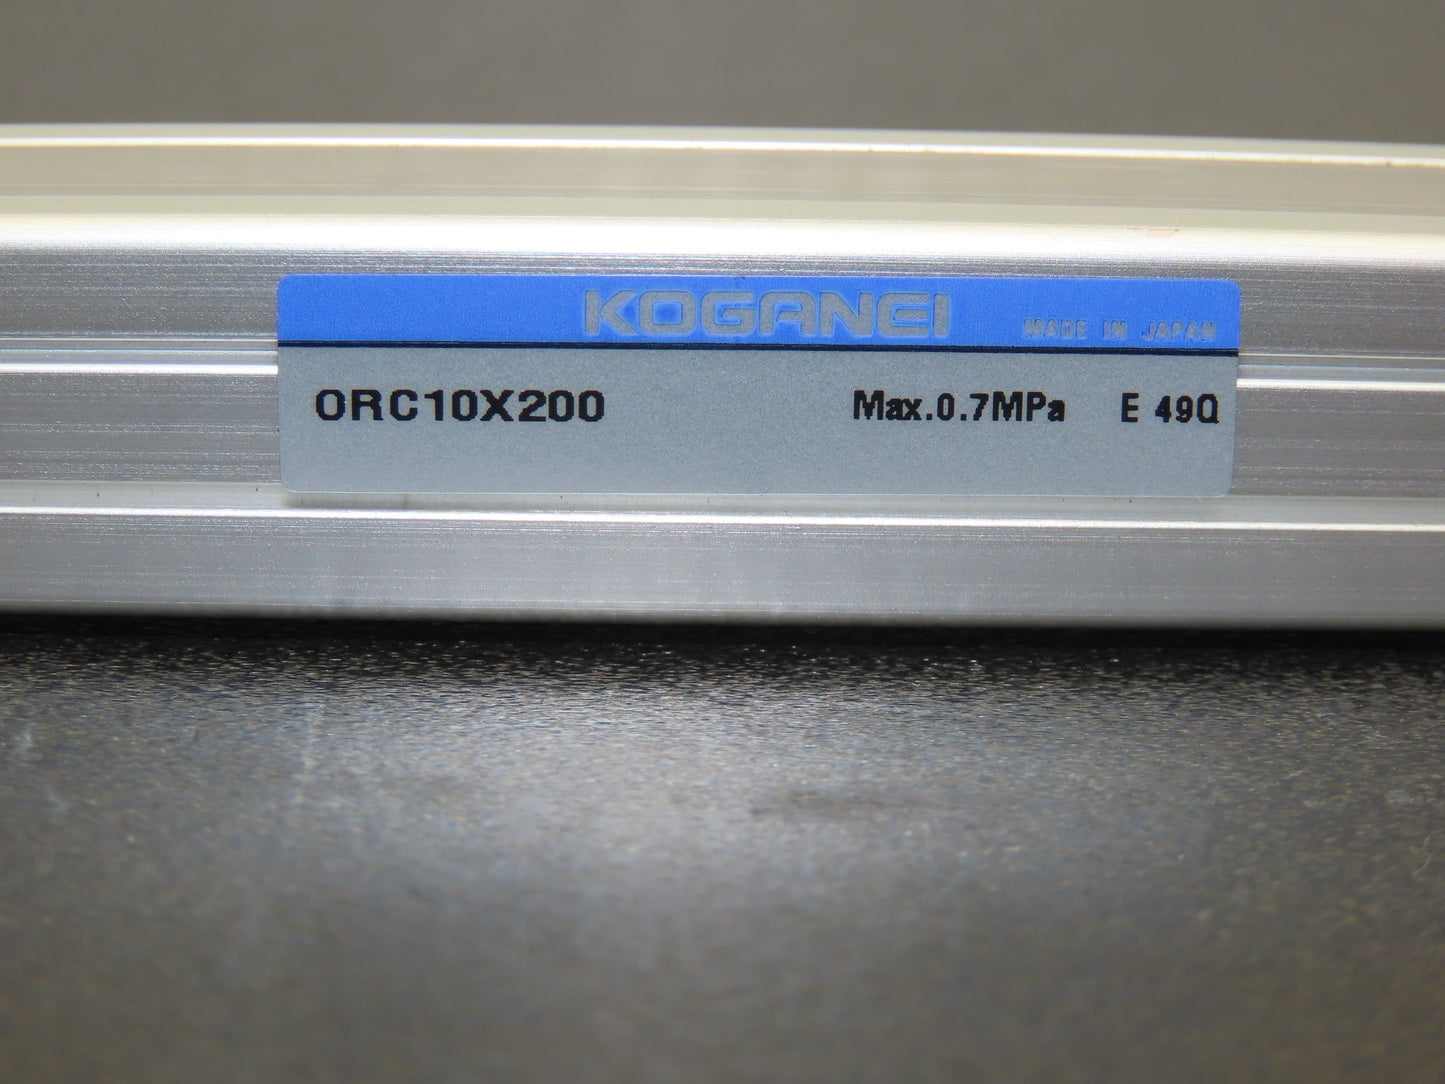 KOGANEI MADE IN JAPAN
ORC10X200 Max.0.7MPa E 49Q